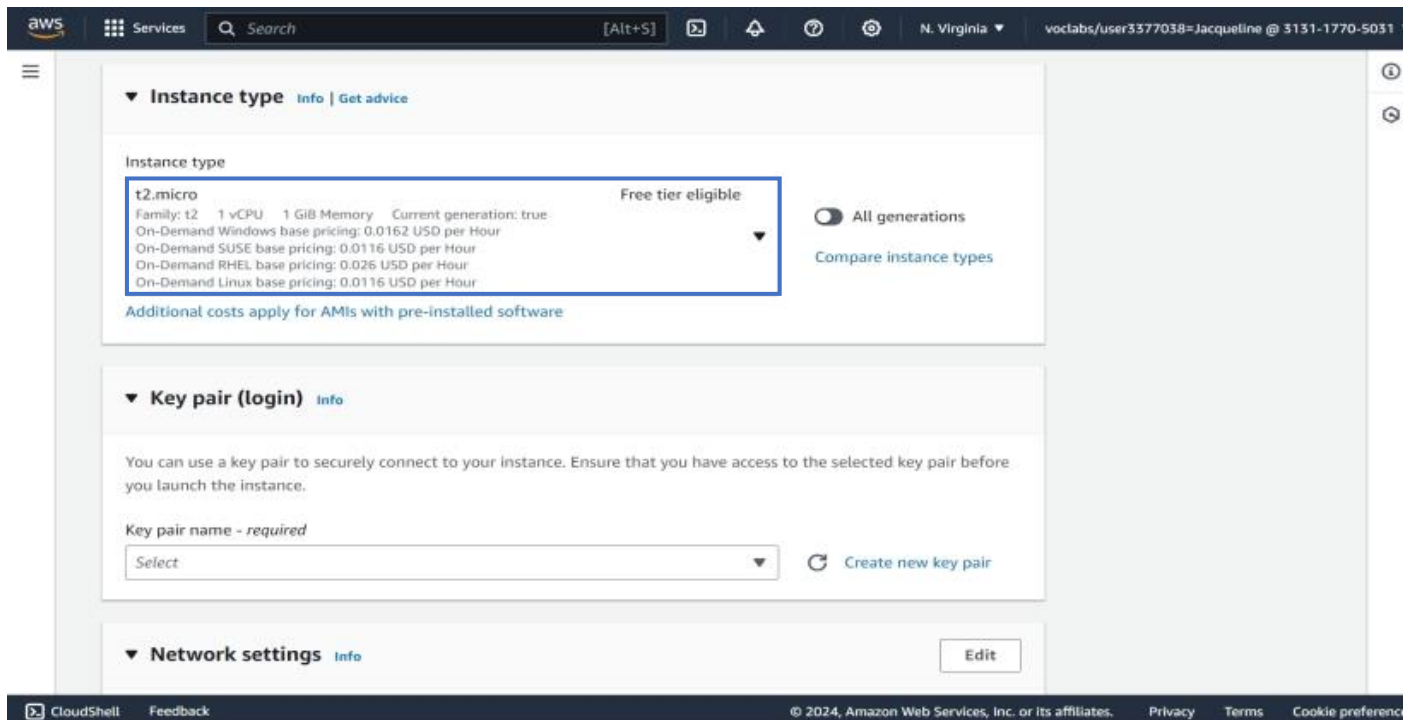 aws Services Search [Alt+S] N. Virginia voclabs/user3377038=Jacqueline @ 3131-1770-5031
Instance type Info | Get advice
Instance type
t2.micro Free tier eligible
Family: t2 1 vCPU 1 GiB Memory Current generation: true
On-Demand Windows base pricing: 0.0162 USD per Hour
On-Demand SUSE base pricing: 0.0116 USD per Hour
On-Demand RHEL base pricing: 0.026 USD per Hour
On-Demand Linux base pricing: 0.0116 USD per Hour
All generations
Compare instance types
Additional costs apply for AMIs with pre-installed software
Key pair (login) Info
You can use a key pair to securely connect to your instance. Ensure that you have access to the selected key pair before
you launch the instance.
Key pair name - required
Select Create new key pair
Network settings Info Edit
CloudShell Feedback © 2024, Amazon Web Services, Inc. or its affiliates. Privacy Terms Cookie preferenc